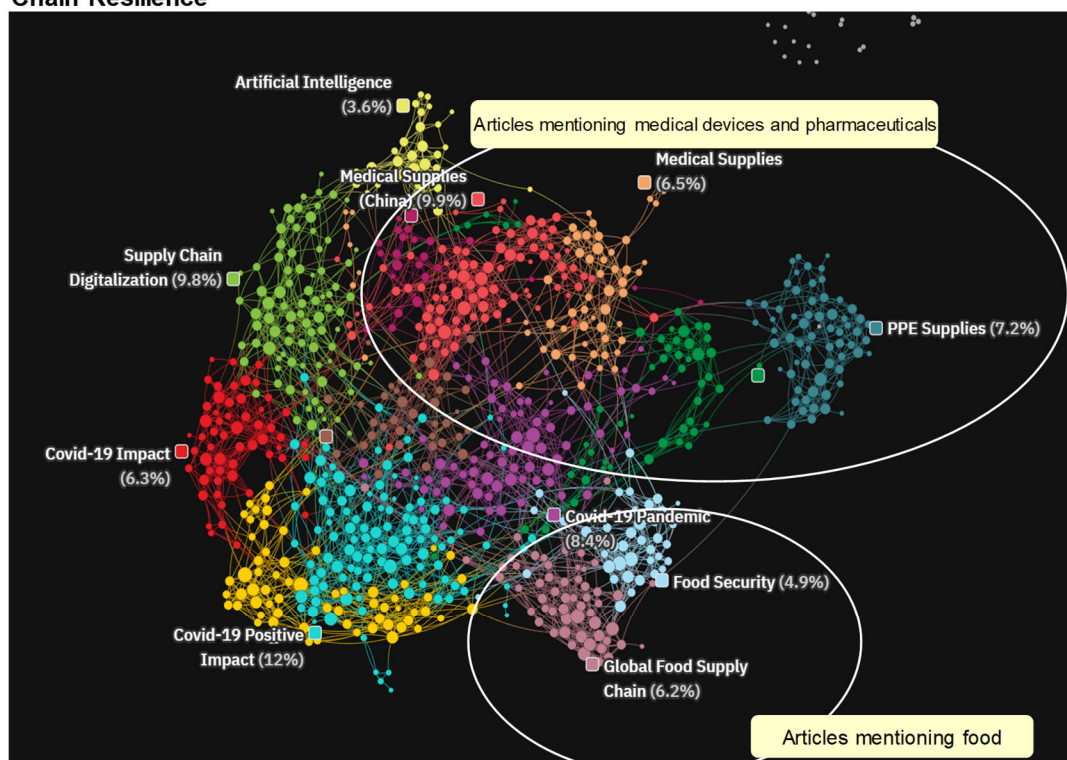 Chain Resilience
Artificial Intelligence
(3.6%)
Articles mentioning medical devices and pharmaceuticals
Medical Supplies
(6.5%)
Medical Supplies
(China) (9.9%)
Supply Chain
Digitalization (9.8%)
PPE Supplies (7.2%)
Covid-19 Impact
(6.3%)
Covid-19 Pandemic
(8.4%)
Food Security (4.9%)
Covid-19 Positive
Impact (12%)
Global Food Supply
Chain (6.2%)
Articles mentioning food